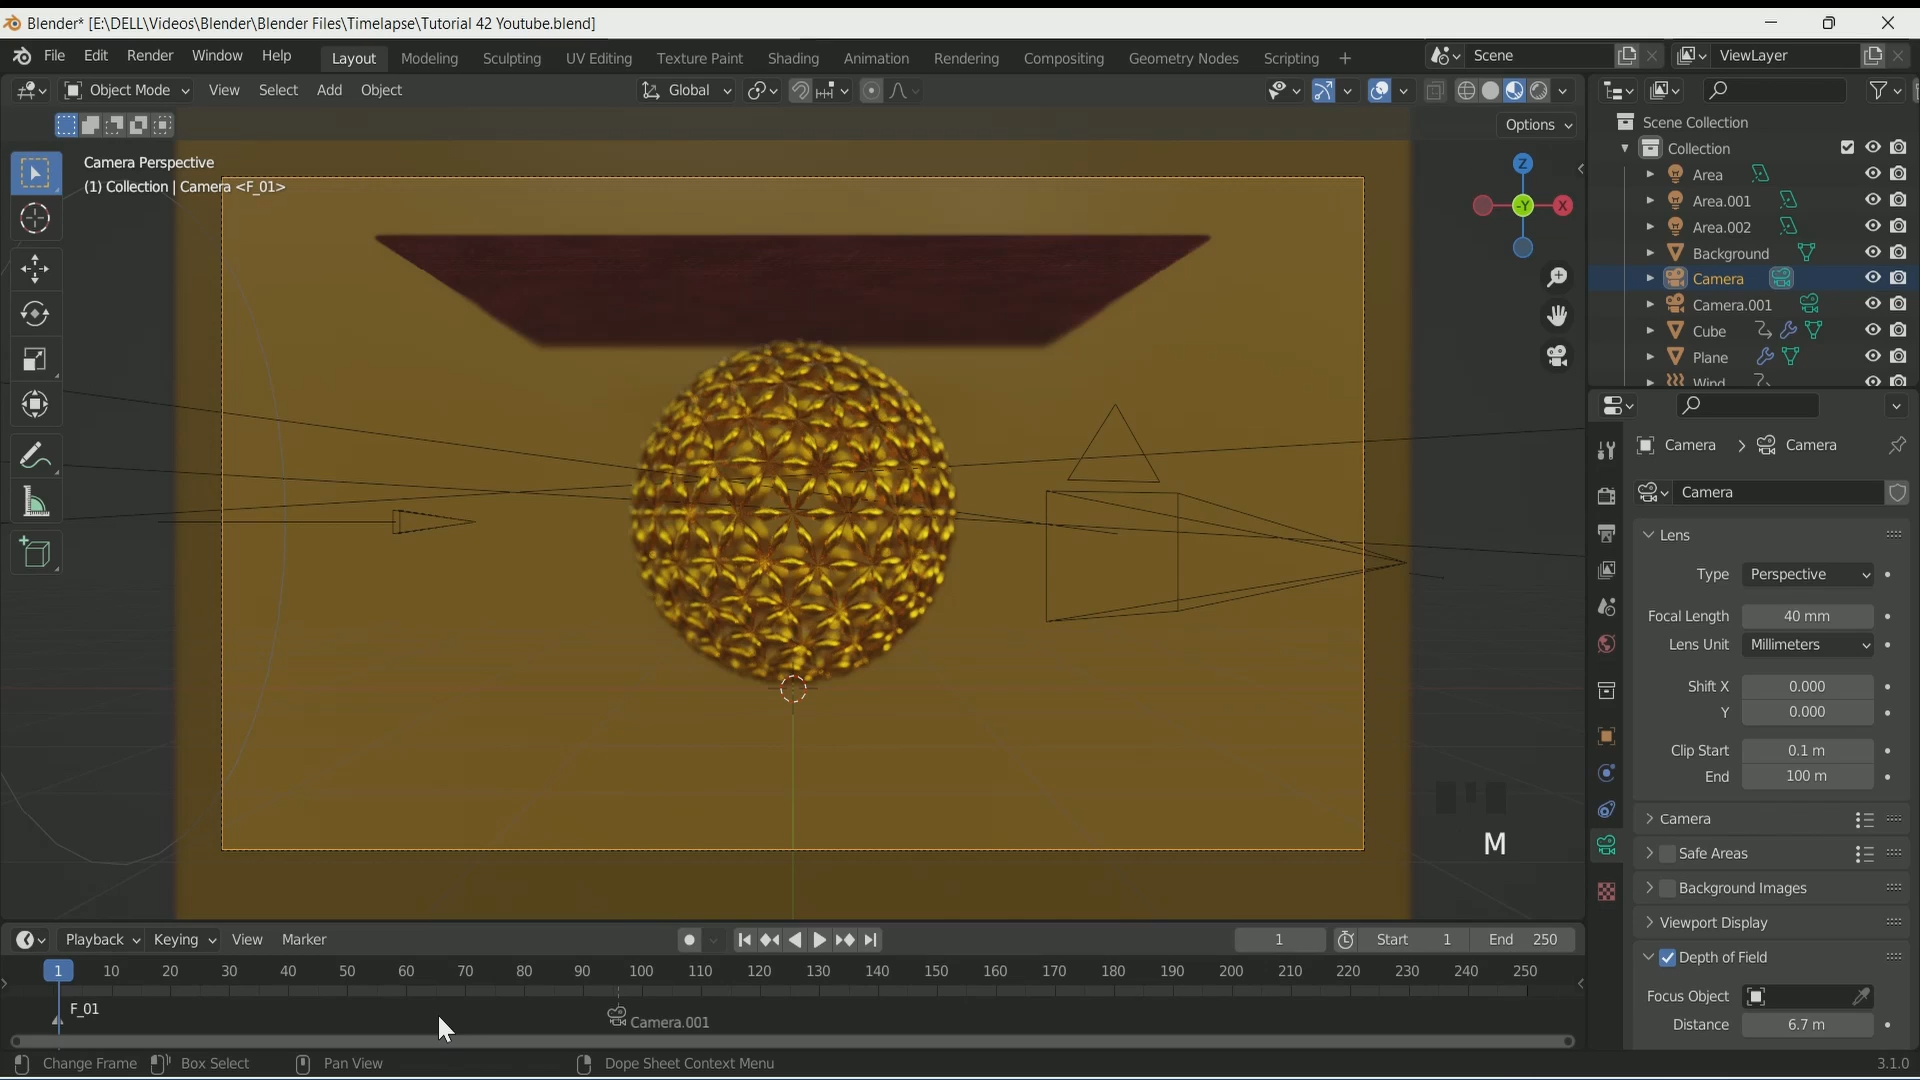 Blender* [E:\DELL\Videos\Blender\Blender Files\Timelapse\Tutorial 42 Youtube.blend]
File Edit Render Window Help Layout Modeling Sculpting UV Editing Texture Paint Shading Animation Rendering Compositing Geometry Nodes Scripting + Scene ViewLayer
Object Mode View Select Add Object Global
Options
Camera Perspective
(1) Collection | Camera <F_01>
Z
-Y
X
Scene Collection
Collection
Area
Area.001
Area.002
Background
Camera
Camera.001
Cube
Plane
Wind
Camera > Camera
Camera
Lens
Type Perspective
Focal Length 40 mm
Lens Unit Millimeters
Shift X 0.000
Y 0.000
Clip Start 0.1 m
End 100 m
Camera
Safe Areas
Background Images
Viewport Display
Depth of Field
Focus Object
Distance 6.7 m
M
Playback Keying View Marker 1 Start 1 End 250
1 10 20 30 40 50 60 70 80 90 100 110 120 130 140 150 160 170 180 190 200 210 220 230 240 250
F_01
Camera.001
Change Frame Box Select Pan View Dope Sheet Context Menu 3.1.0